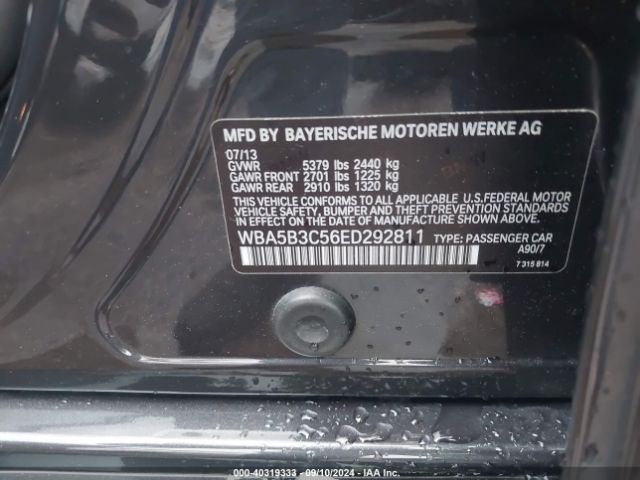 MFD BY BAYERISCHE MOTOREN WERKE AG
07/13
GVWR 5379 lbs 2440 kg
GAWR FRONT 2701 lbs 1225 kg
GAWR REAR 2910 lbs 1320 kg
THIS VEHICLE CONFORMS TO ALL APPLICABLE U.S.FEDERAL MOTOR
VEHICLE SAFETY, BUMPER, AND THEFT PREVENTION STANDARDS
IN EFFECT ON THE DATE OF MANUFACTURE SHOWN ABOVE.
WBA5B3C56ED292811 TYPE: PASSENGER CAR
A90/7
7 315 814
000-40319333 - 09/10/2024 - IAA Inc.